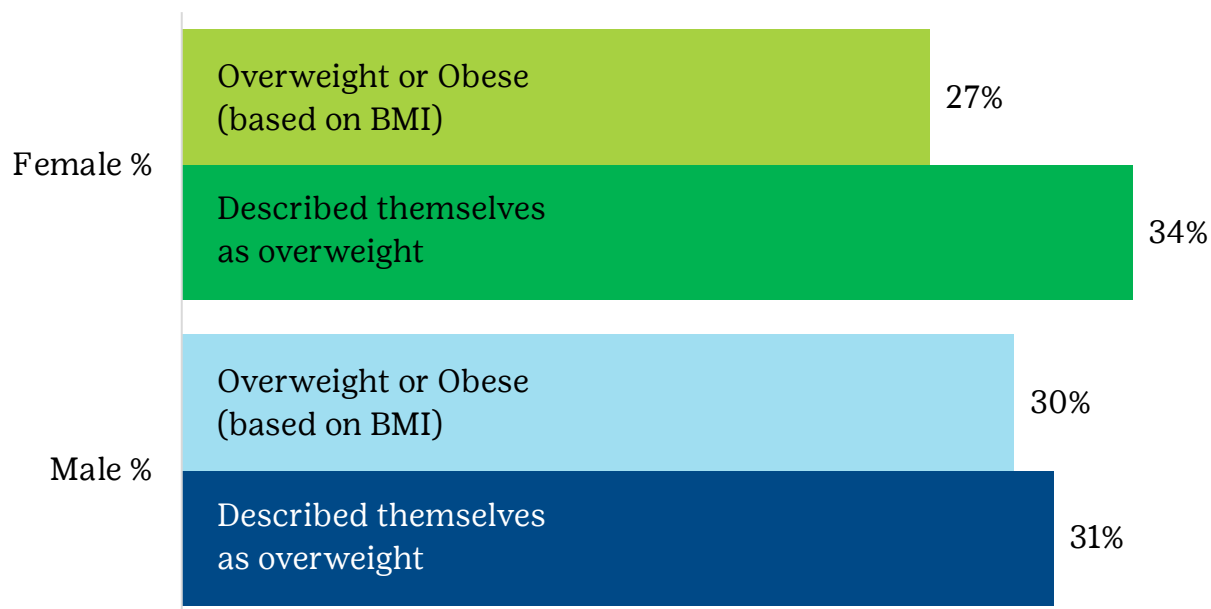 Overweight or Obese
(based on BMI)
27%
Female %
Described themselves
as overweight
34%
Overweight or Obese
(based on BMI)
30%
Male %
Described themselves
as overweight
31%